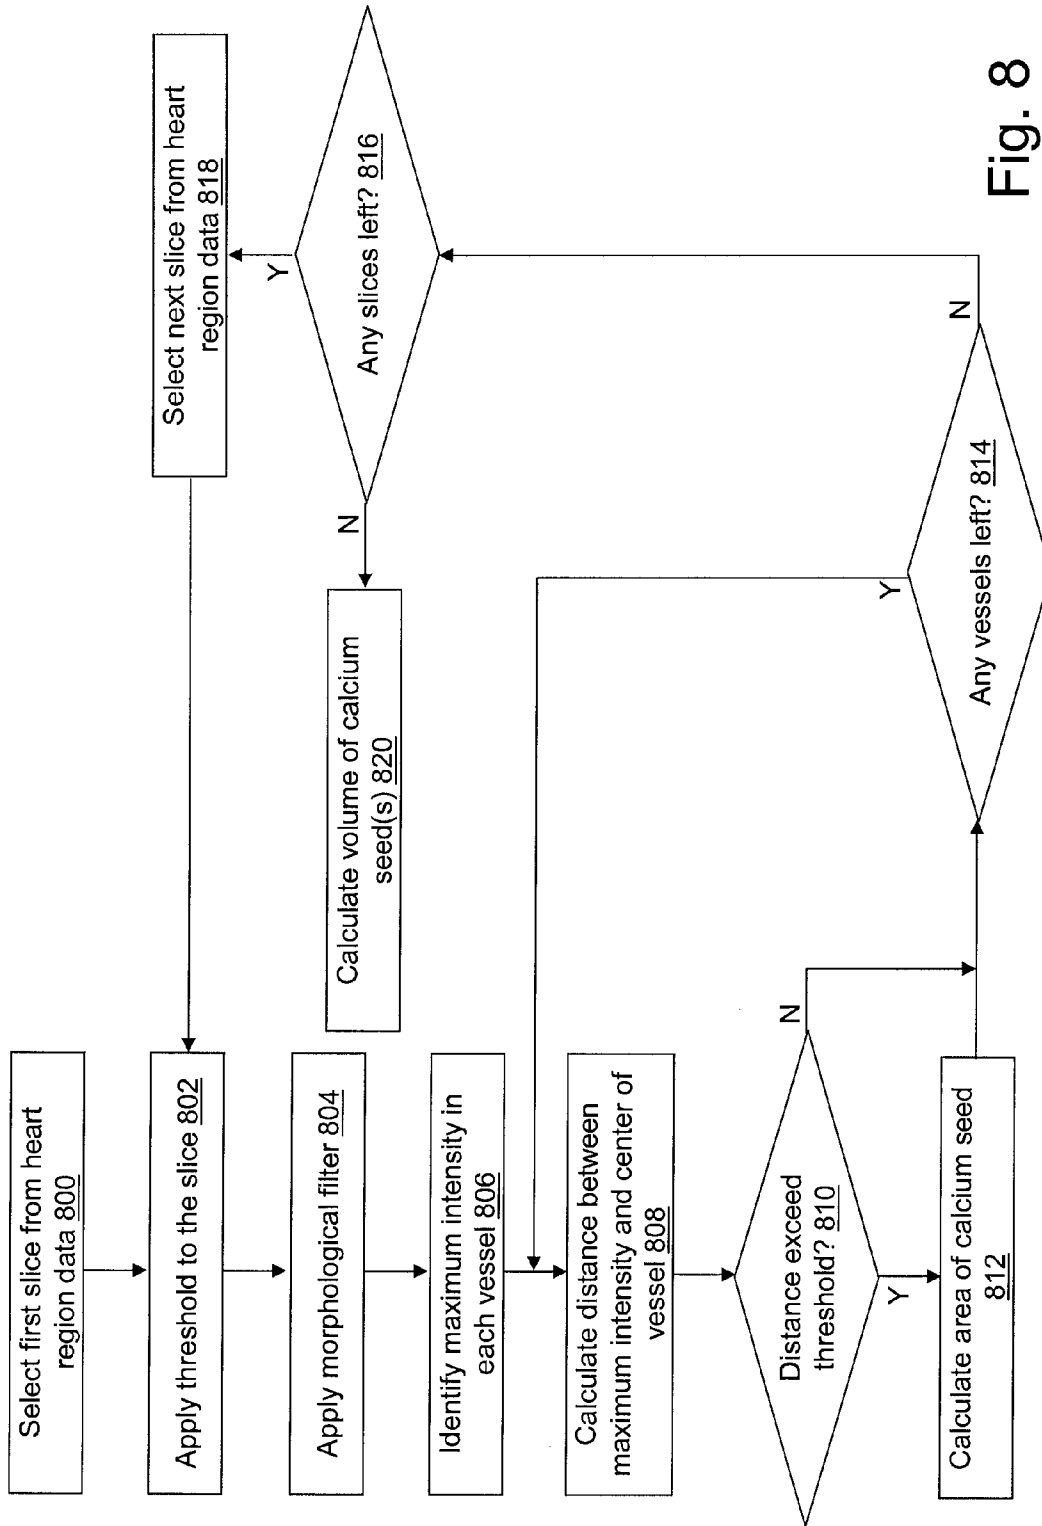 Select first slice from heart
region data 800
Apply threshold to the slice 802
Apply morphological filter 804
Identify maximum intensity in
each vessel 806
Calculate distance between
maximum intensity and center of
vessel 808
Distance exceed
threshold? 810
N
Y
Calculate area of calcium seed
812
Any vessels left? 814
Y
N
Any slices left? 816
Y
N
Select next slice from heart
region data 818
Calculate volume of calcium
seed(s) 820
Fig. 8